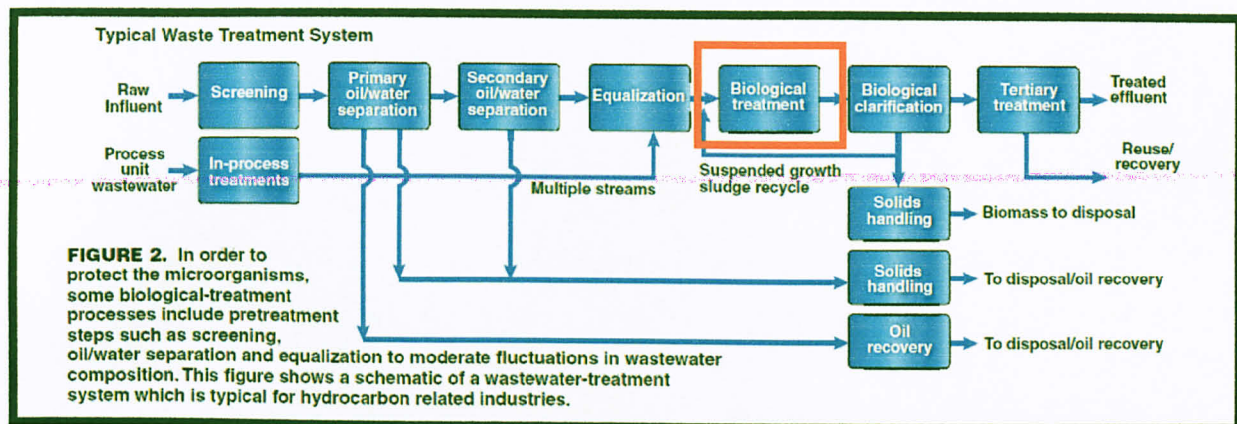 Typical Waste Treatment System
Raw
Influent
Screening
Primary
oil/water
separation
Secondary
oil/water
separation
Equalization
Biological
treatment
Biological
clarification
Tertiary
treatment
Treated
effluent
Reuse/
recovery
Process
unit
wastewater
In-process
treatments
Multiple streams
Suspended growth
sludge recycle
Solids
handling
Biomass to disposal
Solids
handling
To disposal/oil recovery
Oil
recovery
To disposal/oil recovery
FIGURE 2. In order to
protect the microorganisms,
some biological-treatment
processes include pretreatment
steps such as screening,
oil/water separation and equalization to moderate fluctuations in wastewater
composition. This figure shows a schematic of a wastewater-treatment
system which is typical for hydrocarbon related industries.